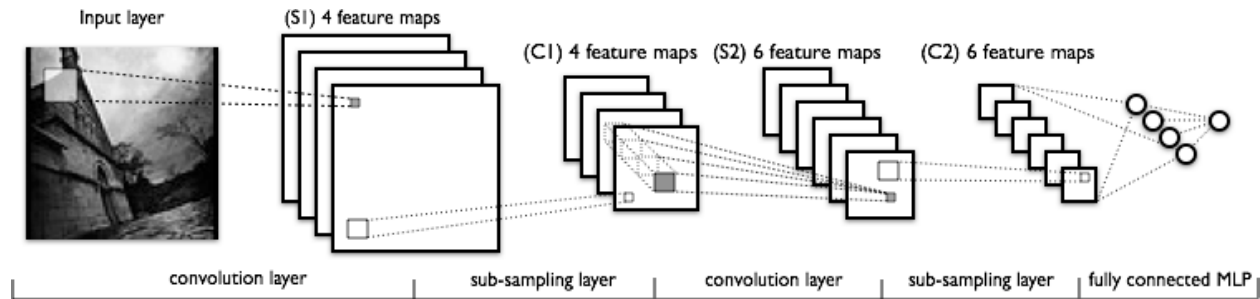 Input layer
(S1) 4 feature maps
(C1) 4 feature maps
(S2) 6 feature maps
(C2) 6 feature maps
convolution layer
sub-sampling layer
convolution layer
sub-sampling layer
fully connected MLP